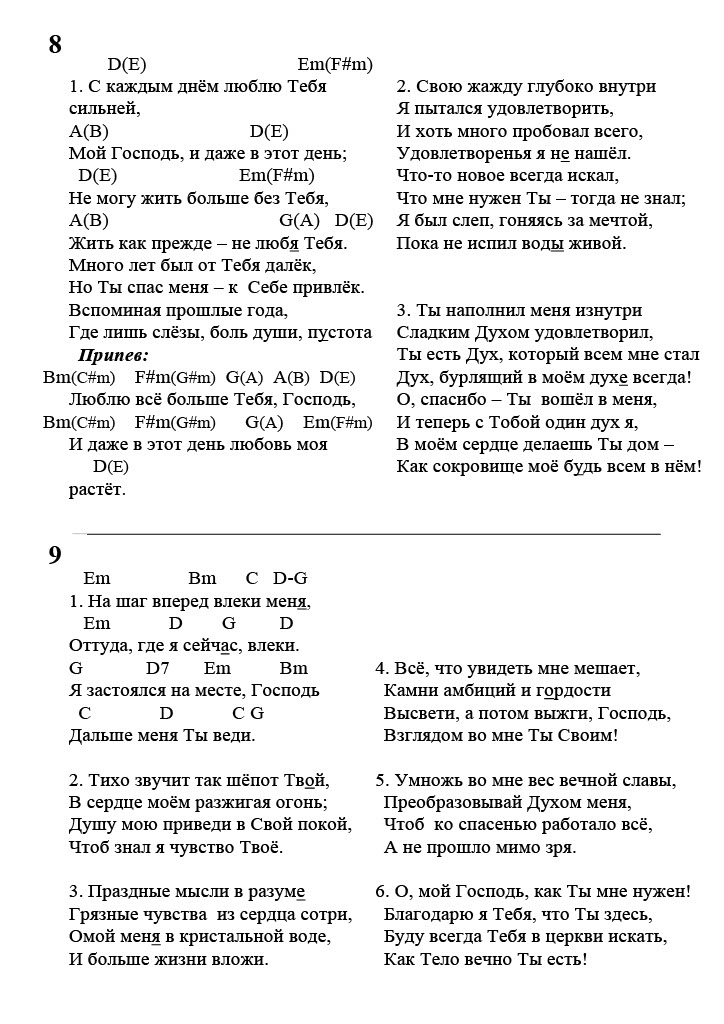 8
D(E) Em(F#m)
1. С каждым днём люблю Тебя
сильней,
A(B) D(E)
Мой Господь, и даже в этот день;
D(E) Em(F#m)
Не могу жить больше без Тебя,
A(B) G(A) D(E)
Жить как прежде – не любя Тебя.
Много лет был от Тебя далёк,
Но Ты спас меня – к Себе привлёк.
Вспоминая прошлые года,
Где лишь слёзы, боль души, пустота
Припев:
Bm(C#m) F#m(G#m) G(A) A(B) D(E)
Люблю всё больше Тебя, Господь,
Bm(C#m) F#m(G#m) G(A) Em(F#m)
И даже в этот день любовь моя
D(E)
растёт.
2. Свою жажду глубоко внутри
Я пытался удовлетворить,
И хоть много пробовал всего,
Удовлетворенья я не нашёл.
Что-то новое всегда искал,
Что мне нужен Ты – тогда не знал;
Я был слеп, гоняясь за мечтой,
Пока не испил воды живой.
3. Ты наполнил меня изнутри
Сладким Духом удовлетворил,
Ты есть Дух, который всем мне стал
Дух, бурлящий в моём духе всегда!
О, спасибо – Ты вошёл в меня,
И теперь с Тобой один дух я,
В моём сердце делаешь Ты дом –
Как сокровище моё будь всем в нём!
9
Em Bm C D-G
1. На шаг вперед влеки меня,
Em D G D
Оттуда, где я сейчас, влеки.
G D7 Em Bm
Я застоялся на месте, Господь
C D C G
Дальше меня Ты веди.
2. Тихо звучит так шёпот Твой,
В сердце моём разжигая огонь;
Душу мою приведи в Свой покой,
Чтоб знал я чувство Твоё.
3. Праздные мысли в разуме
Грязные чувства из сердца сотри,
Омой меня в кристальной воде,
И больше жизни вложи.
4. Всё, что увидеть мне мешает,
Камни амбиций и гордости
Высвети, а потом выжги, Господь,
Взглядом во мне Ты Своим!
5. Умножь во мне вес вечной славы,
Преобразовывай Духом меня,
Чтоб ко спасенью работало всё,
А не прошло мимо зря.
6. О, мой Господь, как Ты мне нужен!
Благодарю я Тебя, что Ты здесь,
Буду всегда Тебя в церкви искать,
Как Тело вечно Ты есть!